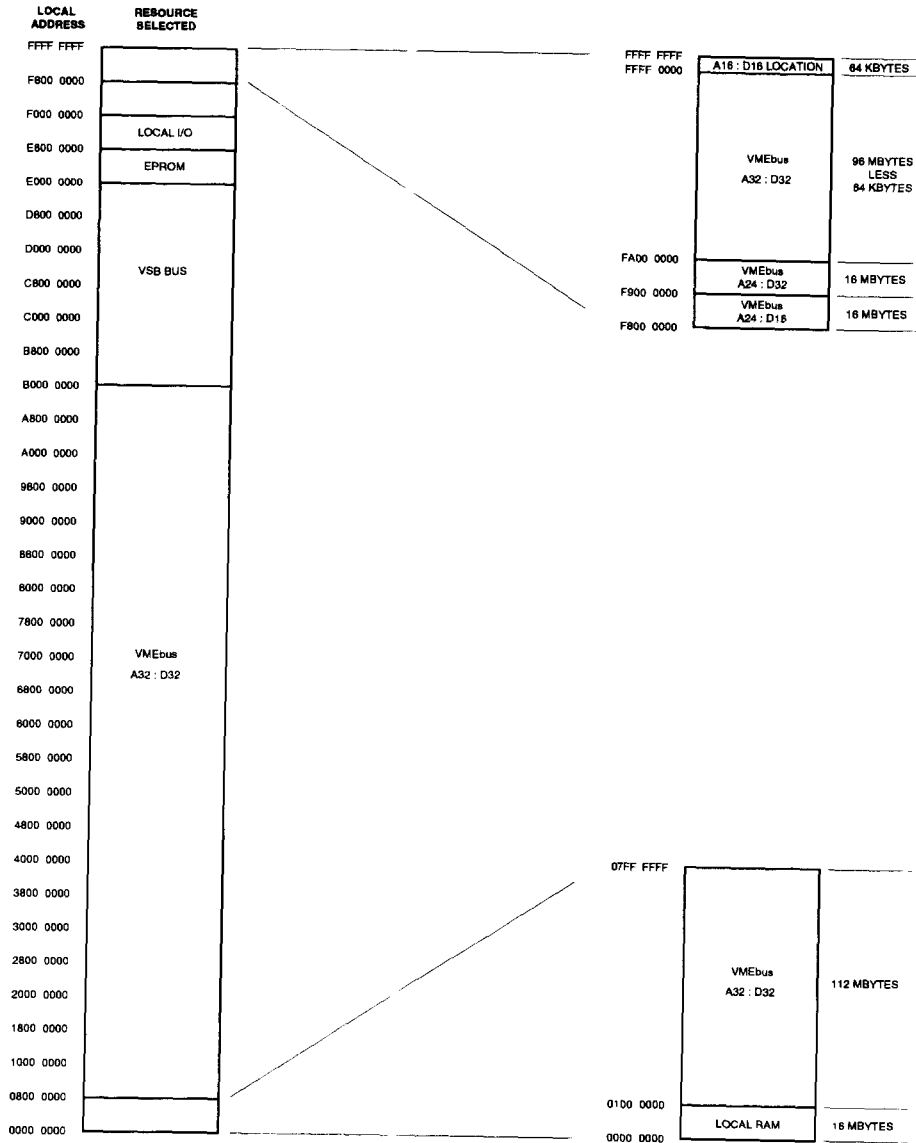 LOCAL ADDRESS
RESOURCE SELECTED
FFFF FFFF
F800 0000
F000 0000
LOCAL I/O
E800 0000
EPROM
E000 0000
D800 0000
D000 0000
VSB BUS
C800 0000
C000 0000
B800 0000
B000 0000
A800 0000
A000 0000
9800 0000
9000 0000
8800 0000
8000 0000
7800 0000
7000 0000
VMEbus
A32 : D32
6800 0000
6000 0000
5800 0000
5000 0000
4800 0000
4000 0000
3800 0000
3000 0000
2800 0000
2000 0000
1800 0000
1000 0000
0800 0000
0000 0000
FFFF FFFF
FFFF 0000
A16 : D16 LOCATION
64 KBYTES
VMEbus
A32 : D32
96 MBYTES
LESS
64 KBYTES
FA00 0000
VMEbus
A24 : D32
16 MBYTES
F900 0000
VMEbus
A24 : D16
16 MBYTES
F800 0000
07FF FFFF
VMEbus
A32 : D32
112 MBYTES
0100 0000
LOCAL RAM
16 MBYTES
0000 0000